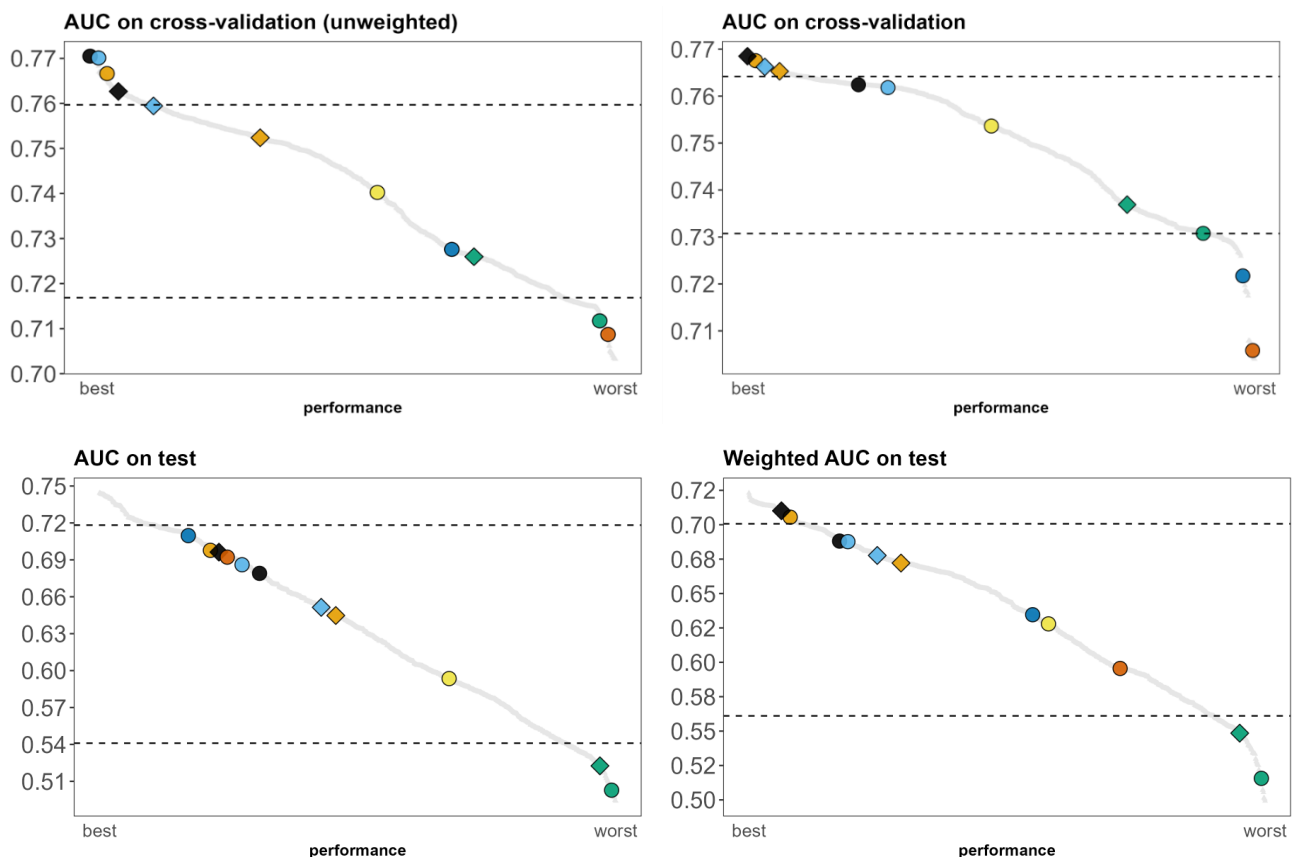 AUC on cross-validation (unweighted)
0.77
0.76
0.75
0.74
0.73
0.72
0.71
0.70
best
worst
performance
AUC on cross-validation
0.77
0.76
0.75
0.74
0.73
0.72
0.71
best
worst
performance
AUC on test
0.75
0.72
0.69
0.66
0.63
0.60
0.57
0.54
0.51
best
worst
performance
Weighted AUC on test
0.72
0.70
0.68
0.65
0.62
0.60
0.58
0.55
0.52
0.50
best
worst
performance